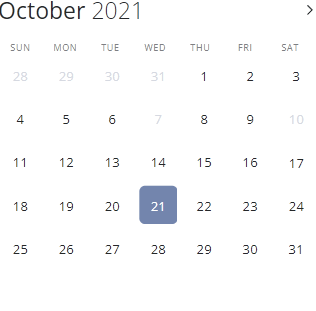 October 2021
SUN MON TUE WED THU FRI SAT
28 29 30 31 1 2 3
4 5 6 7 8 9 10
11 12 13 14 15 16 17
18 19 20 21 22 23 24
25 26 27 28 29 30 31